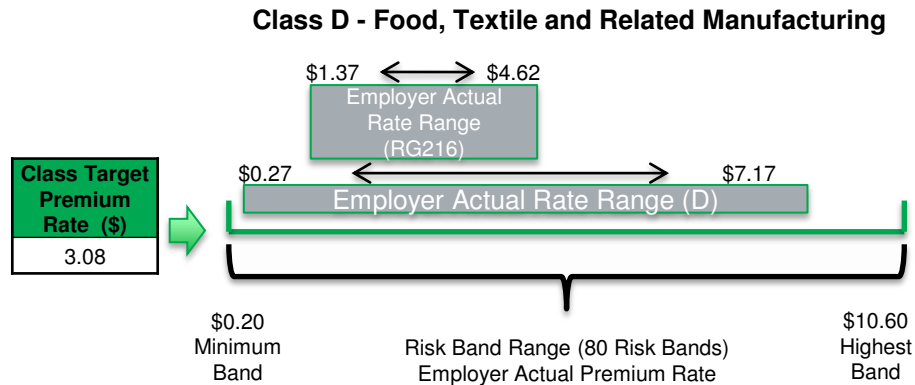 Class D - Food, Textile and Related Manufacturing
$1.37 $4.62
Employer Actual
Rate Range
(RG216)
$0.27 $7.17
Employer Actual Rate Range (D)
Class Target
Premium
Rate ($)
3.08
$0.20
Minimum
Band
Risk Band Range (80 Risk Bands)
Employer Actual Premium Rate
$10.60
Highest
Band